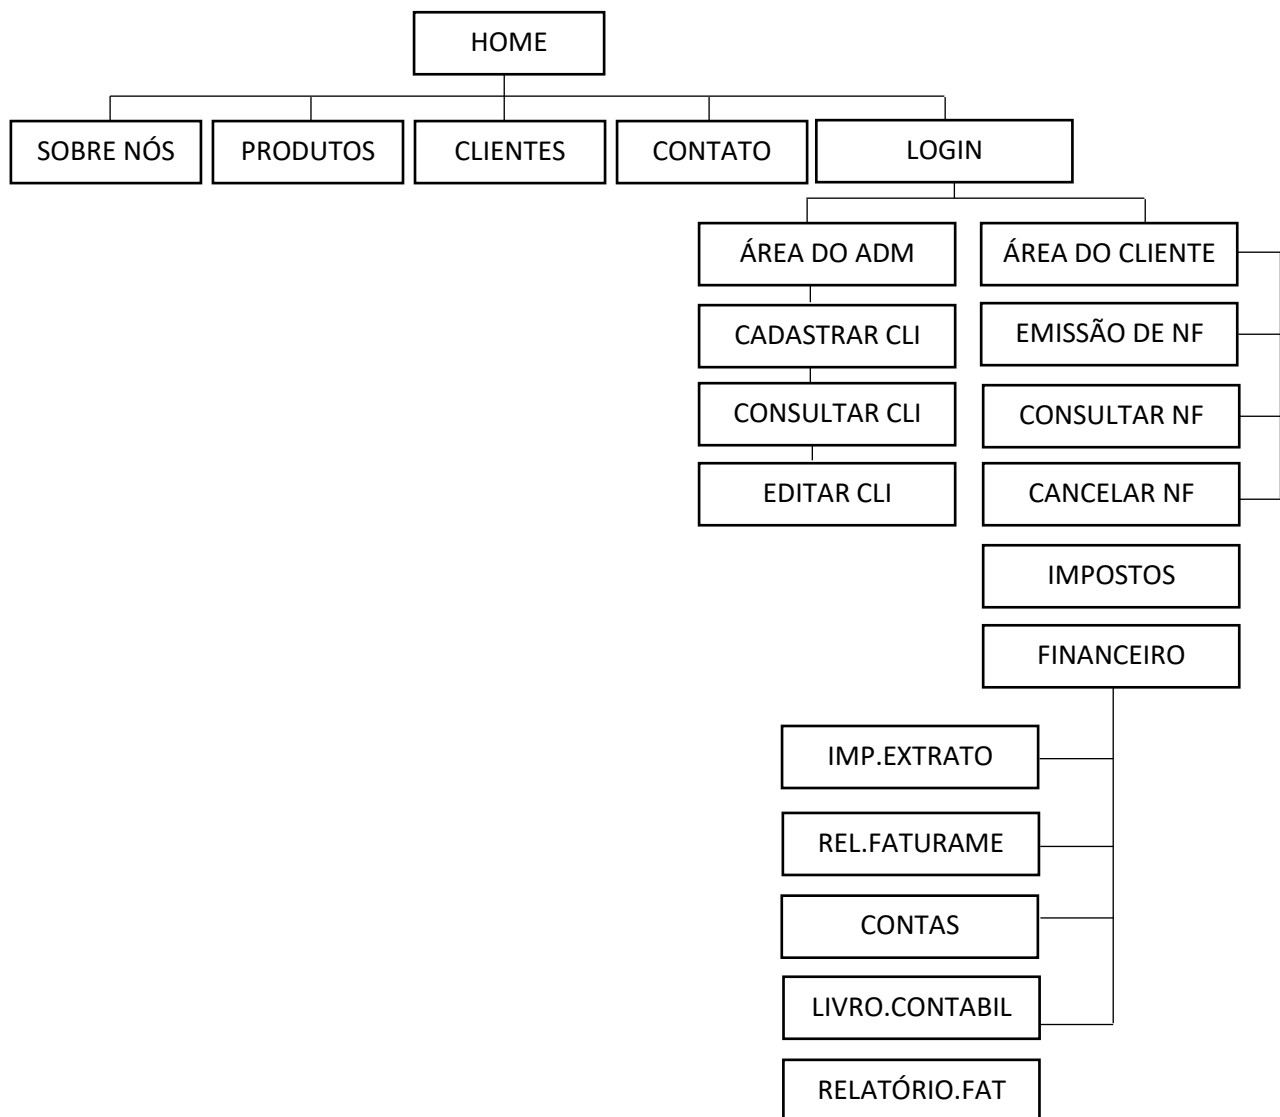 HOME
SOBRE NÓS
PRODUTOS
CLIENTES
CONTATO
LOGIN
ÁREA DO ADM
ÁREA DO CLIENTE
CADASTRAR CLI
EMISSÃO DE NF
CONSULTAR CLI
CONSULTAR NF
EDITAR CLI
CANCELAR NF
IMPOSTOS
FINANCEIRO
IMP.EXTRATO
REL.FATURAME
CONTAS
LIVRO.CONTABIL
RELATÓRIO.FAT